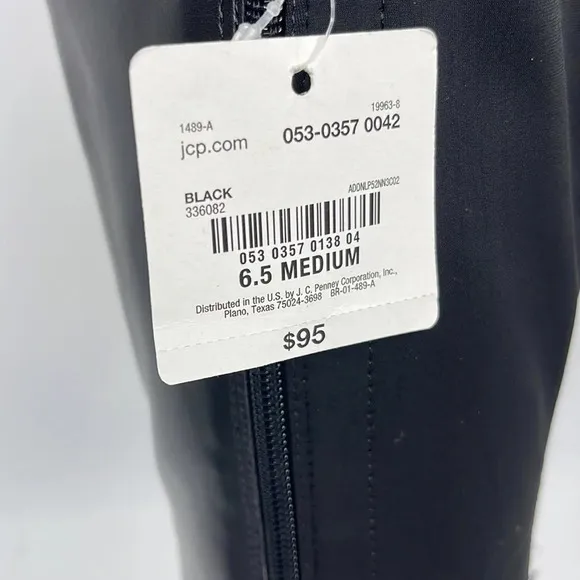 1489-A 19963-8
jcp.com 053-0357 0042
BLACK ADONLP52NN3C02
336082
053 0357 0138 04
6.5 MEDIUM
Distributed in the U.S. by J. C. Penney Corporation, Inc.,
Plano, Texas 75024-3698 BR-01-489-A
$95